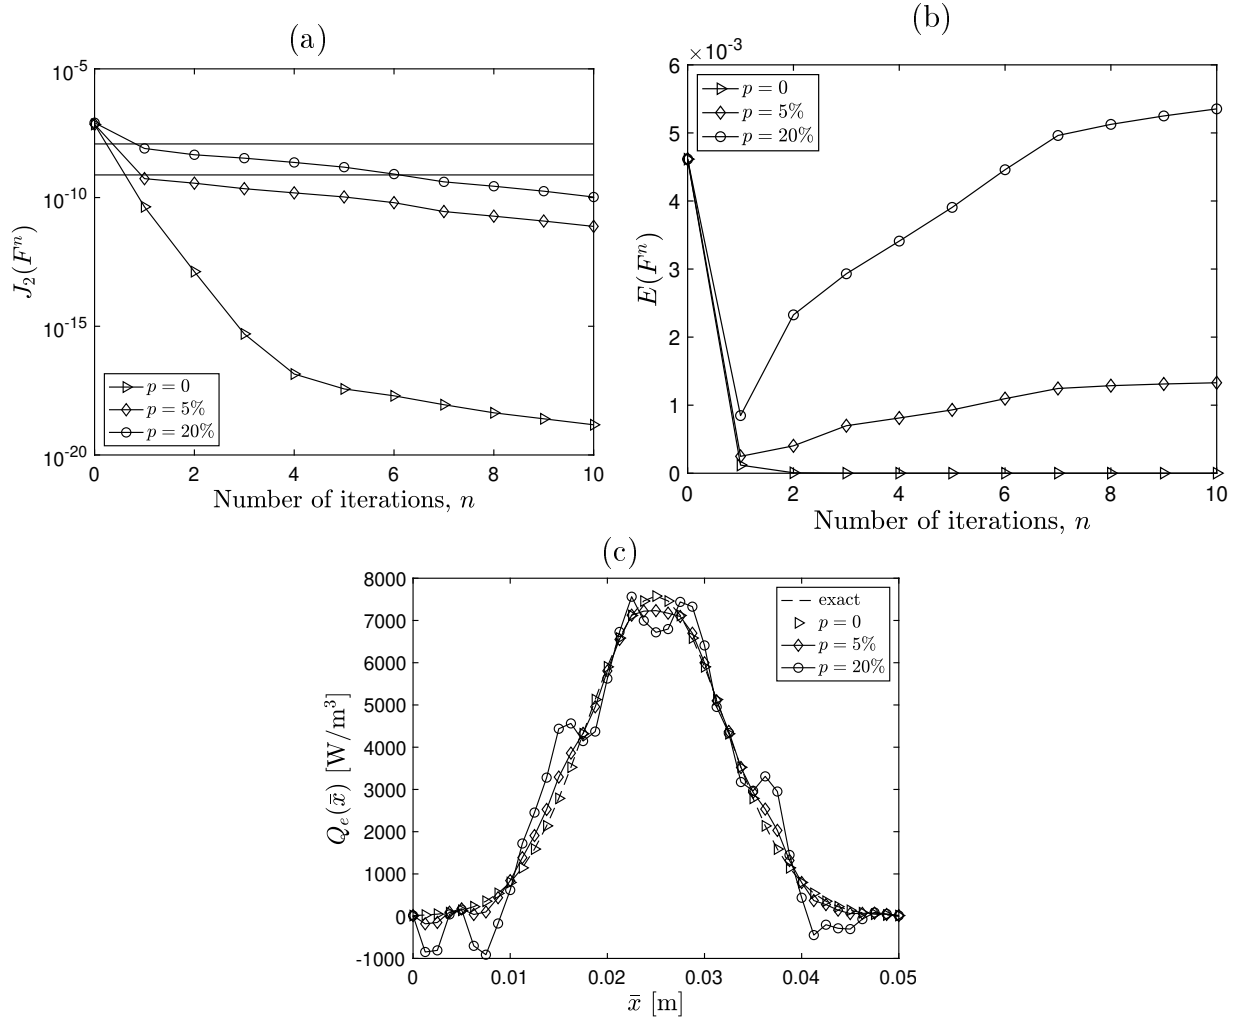 (a)
10^-5
10^-10
10^-15
10^-20
J_2(F^n)
p = 0
p = 5%
p = 20%
0 2 4 6 8 10
Number of iterations, n
(b)
×10^-3
6
5
4
3
2
1
0
E(F^n)
p = 0
p = 5%
p = 20%
0 2 4 6 8 10
Number of iterations, n
(c)
8000
7000
6000
5000
4000
3000
2000
1000
0
-1000
Q_e(x̄) [W/m^3]
exact
p = 0
p = 5%
p = 20%
0 0.01 0.02 0.03 0.04 0.05
x̄ [m]